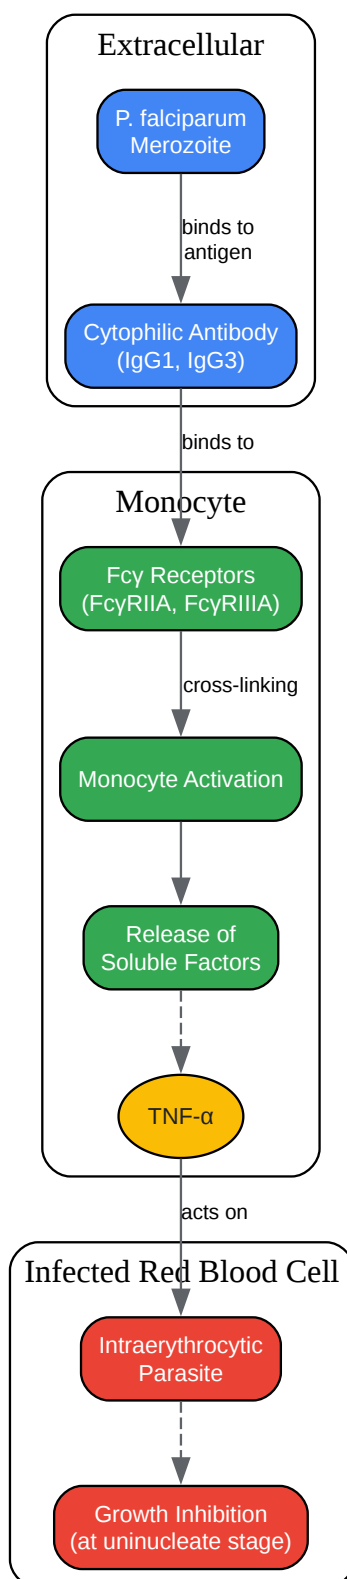 Extracellular
P. falciparum
Merozoite
binds to
antigen
Cytophilic Antibody
(IgG1, IgG3)
binds to
Monocyte
Fcγ Receptors
(FcγRIIA, FcγRIIIA)
cross-linking
Monocyte Activation
Release of
Soluble Factors
TNF-α
acts on
Infected Red Blood Cell
Intraerythrocytic
Parasite
Growth Inhibition
(at uninucleate stage)